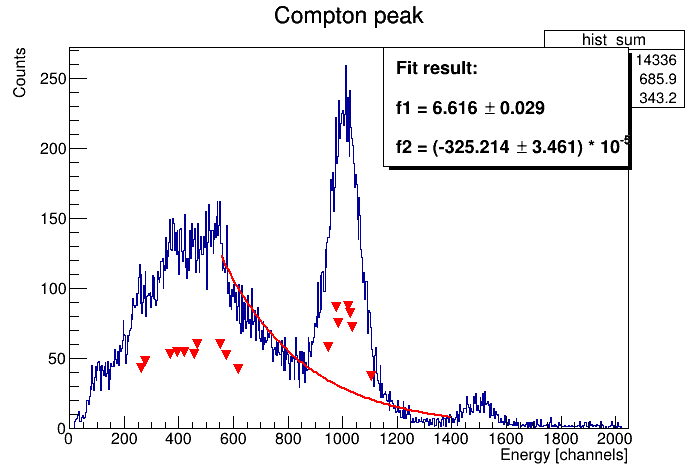 Compton peak
hist_sum
14336
685.9
343.2
Fit result:
f1 = 6.616 ± 0.029
f2 = (-325.214 ± 3.461) * 10^-5
Counts
250
200
150
100
50
0
0 200 400 600 800 1000 1200 1400 1600 1800 2000
Energy [channels]